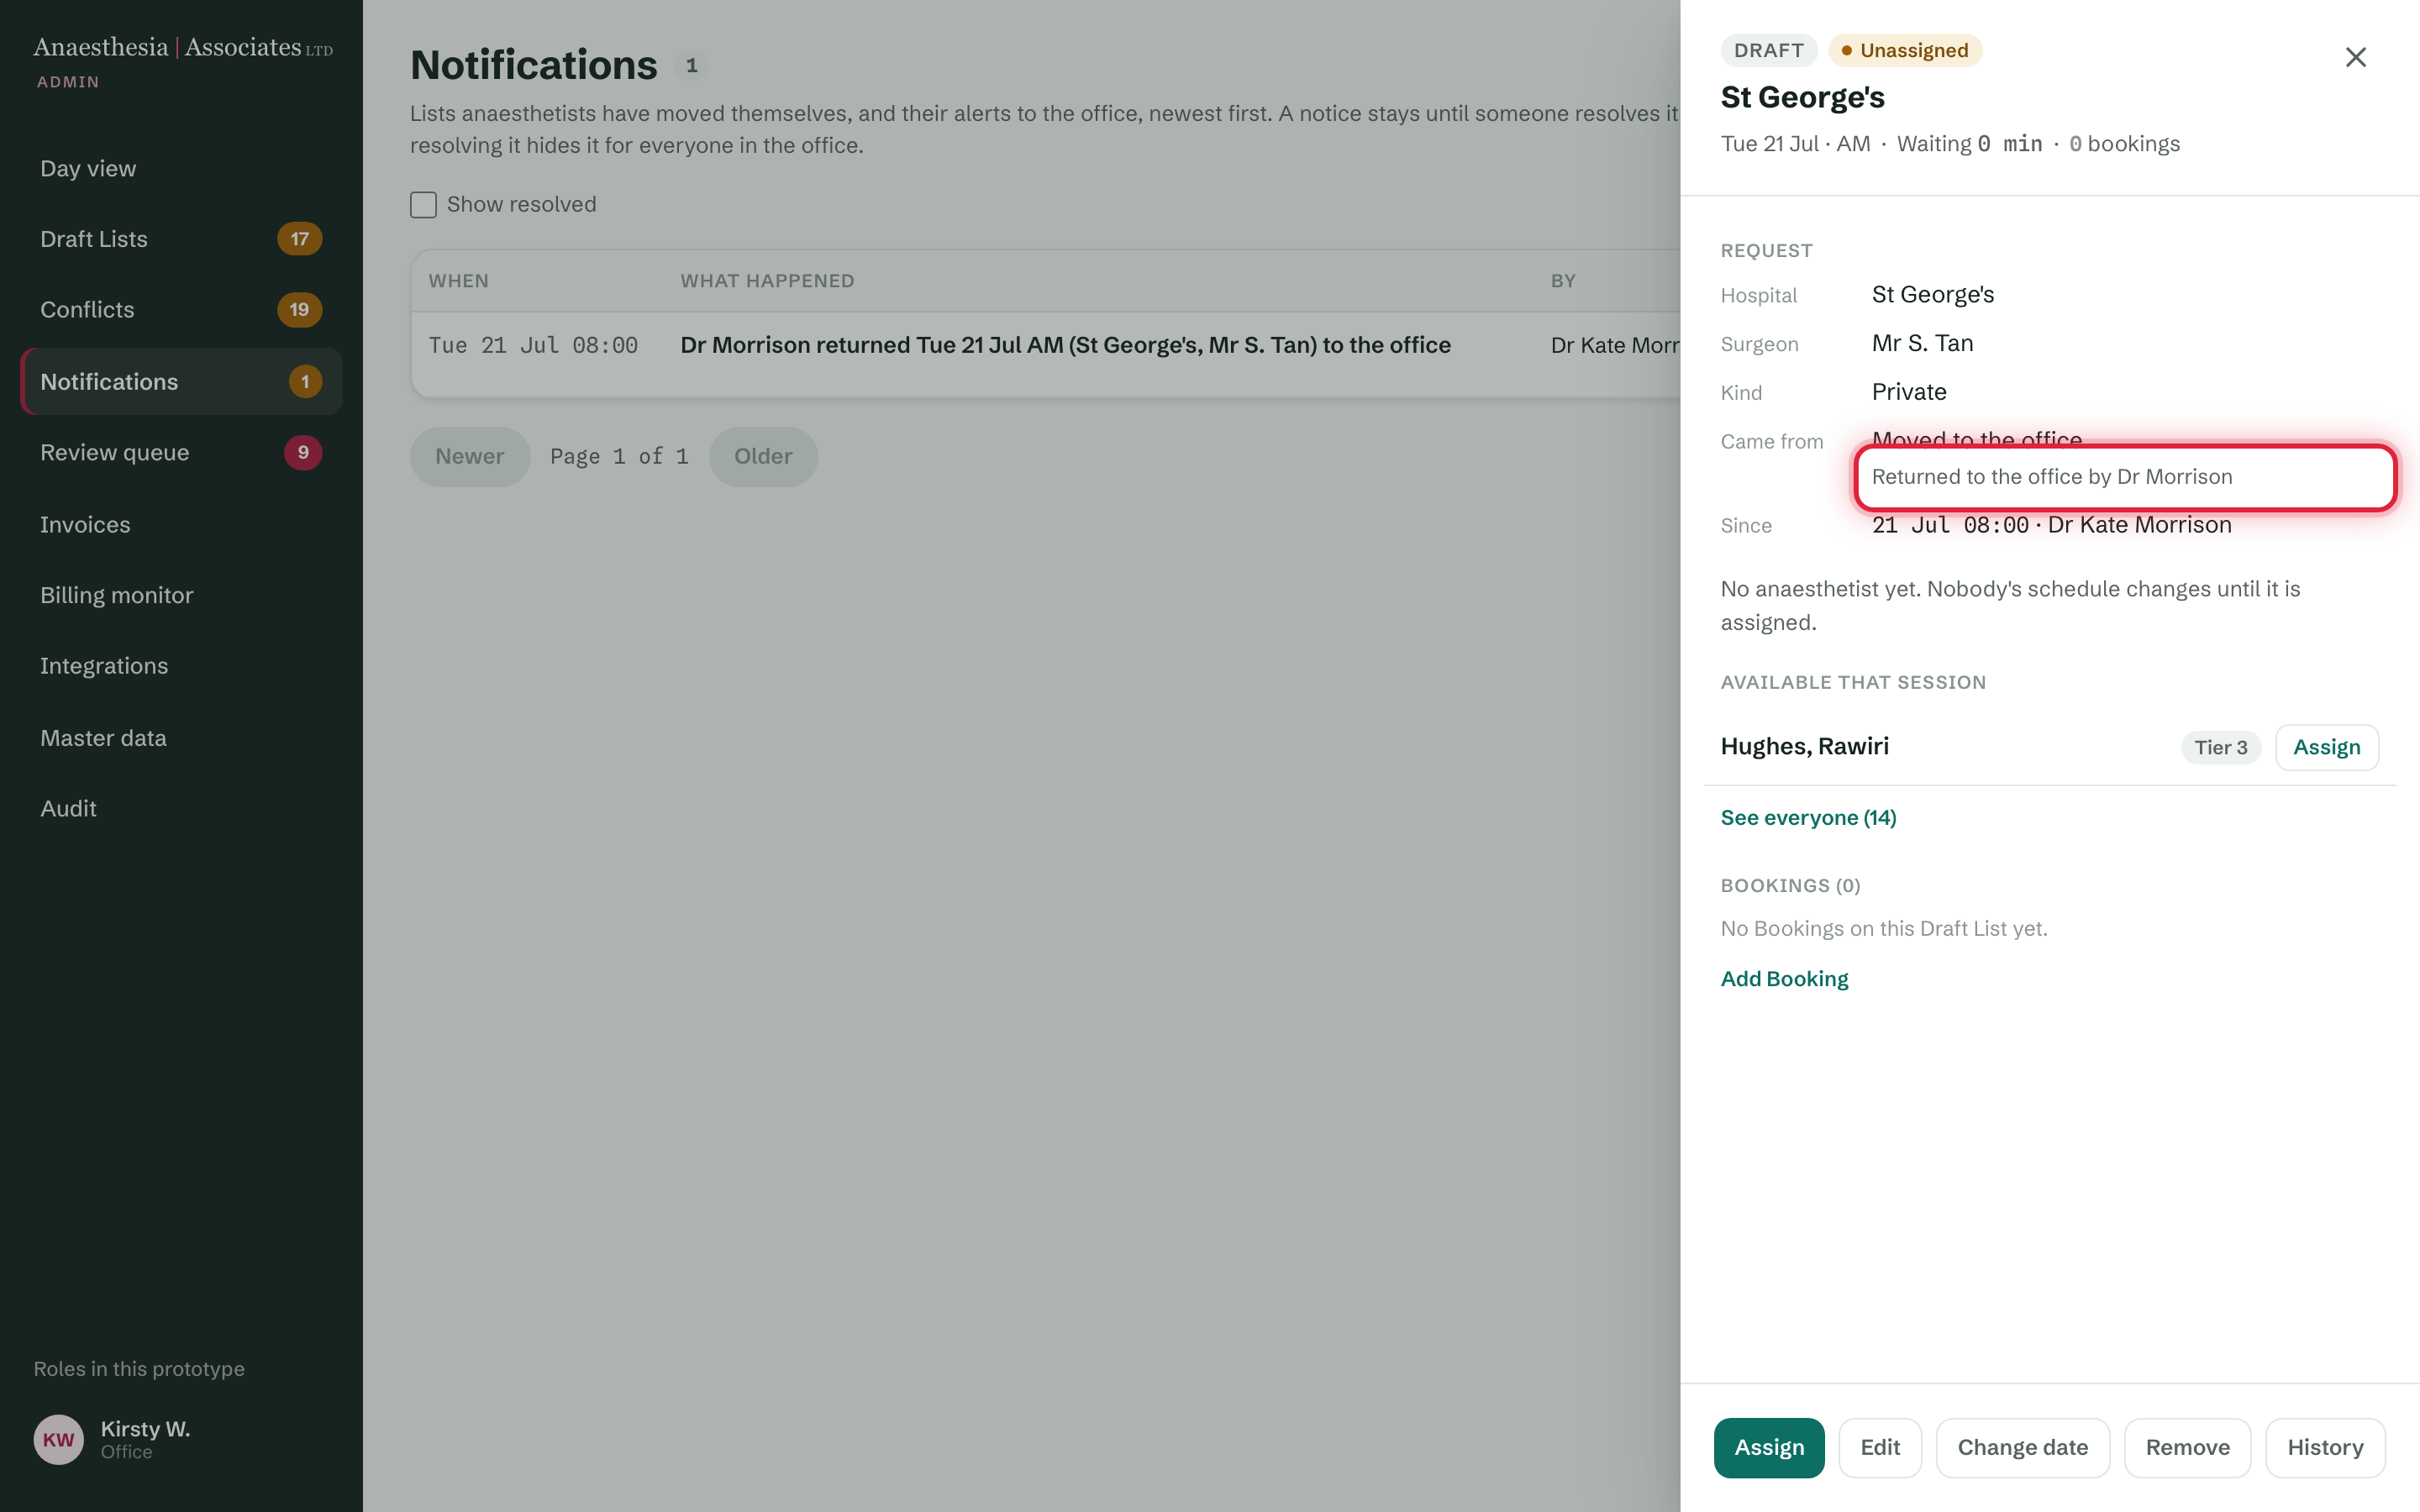 Anaesthesia | Associates LTD
ADMIN
Day view
Draft Lists 17
Conflicts 19
Notifications 1
Review queue 9
Invoices
Billing monitor
Integrations
Master data
Audit
Roles in this prototype
KW
Kirsty W.
Office
Notifications 1
Lists anaesthetists have moved themselves, and their alerts to the office, newest first. A notice stays until someone resolves it
resolving it hides it for everyone in the office.
Show resolved
WHEN WHAT HAPPENED BY
Tue 21 Jul 08:00 Dr Morrison returned Tue 21 Jul AM (St George's, Mr S. Tan) to the office Dr Kate Morr
Newer Page 1 of 1 Older
DRAFT Unassigned
St George's
Tue 21 Jul · AM · Waiting 0 min · 0 bookings
REQUEST
Hospital St George's
Surgeon Mr S. Tan
Kind Private
Came from Moved to the office
Returned to the office by Dr Morrison
Since 21 Jul 08:00 · Dr Kate Morrison
No anaesthetist yet. Nobody's schedule changes until it is
assigned.
AVAILABLE THAT SESSION
Hughes, Rawiri Tier 3 Assign
See everyone (14)
BOOKINGS (0)
No Bookings on this Draft List yet.
Add Booking
Assign Edit Change date Remove History